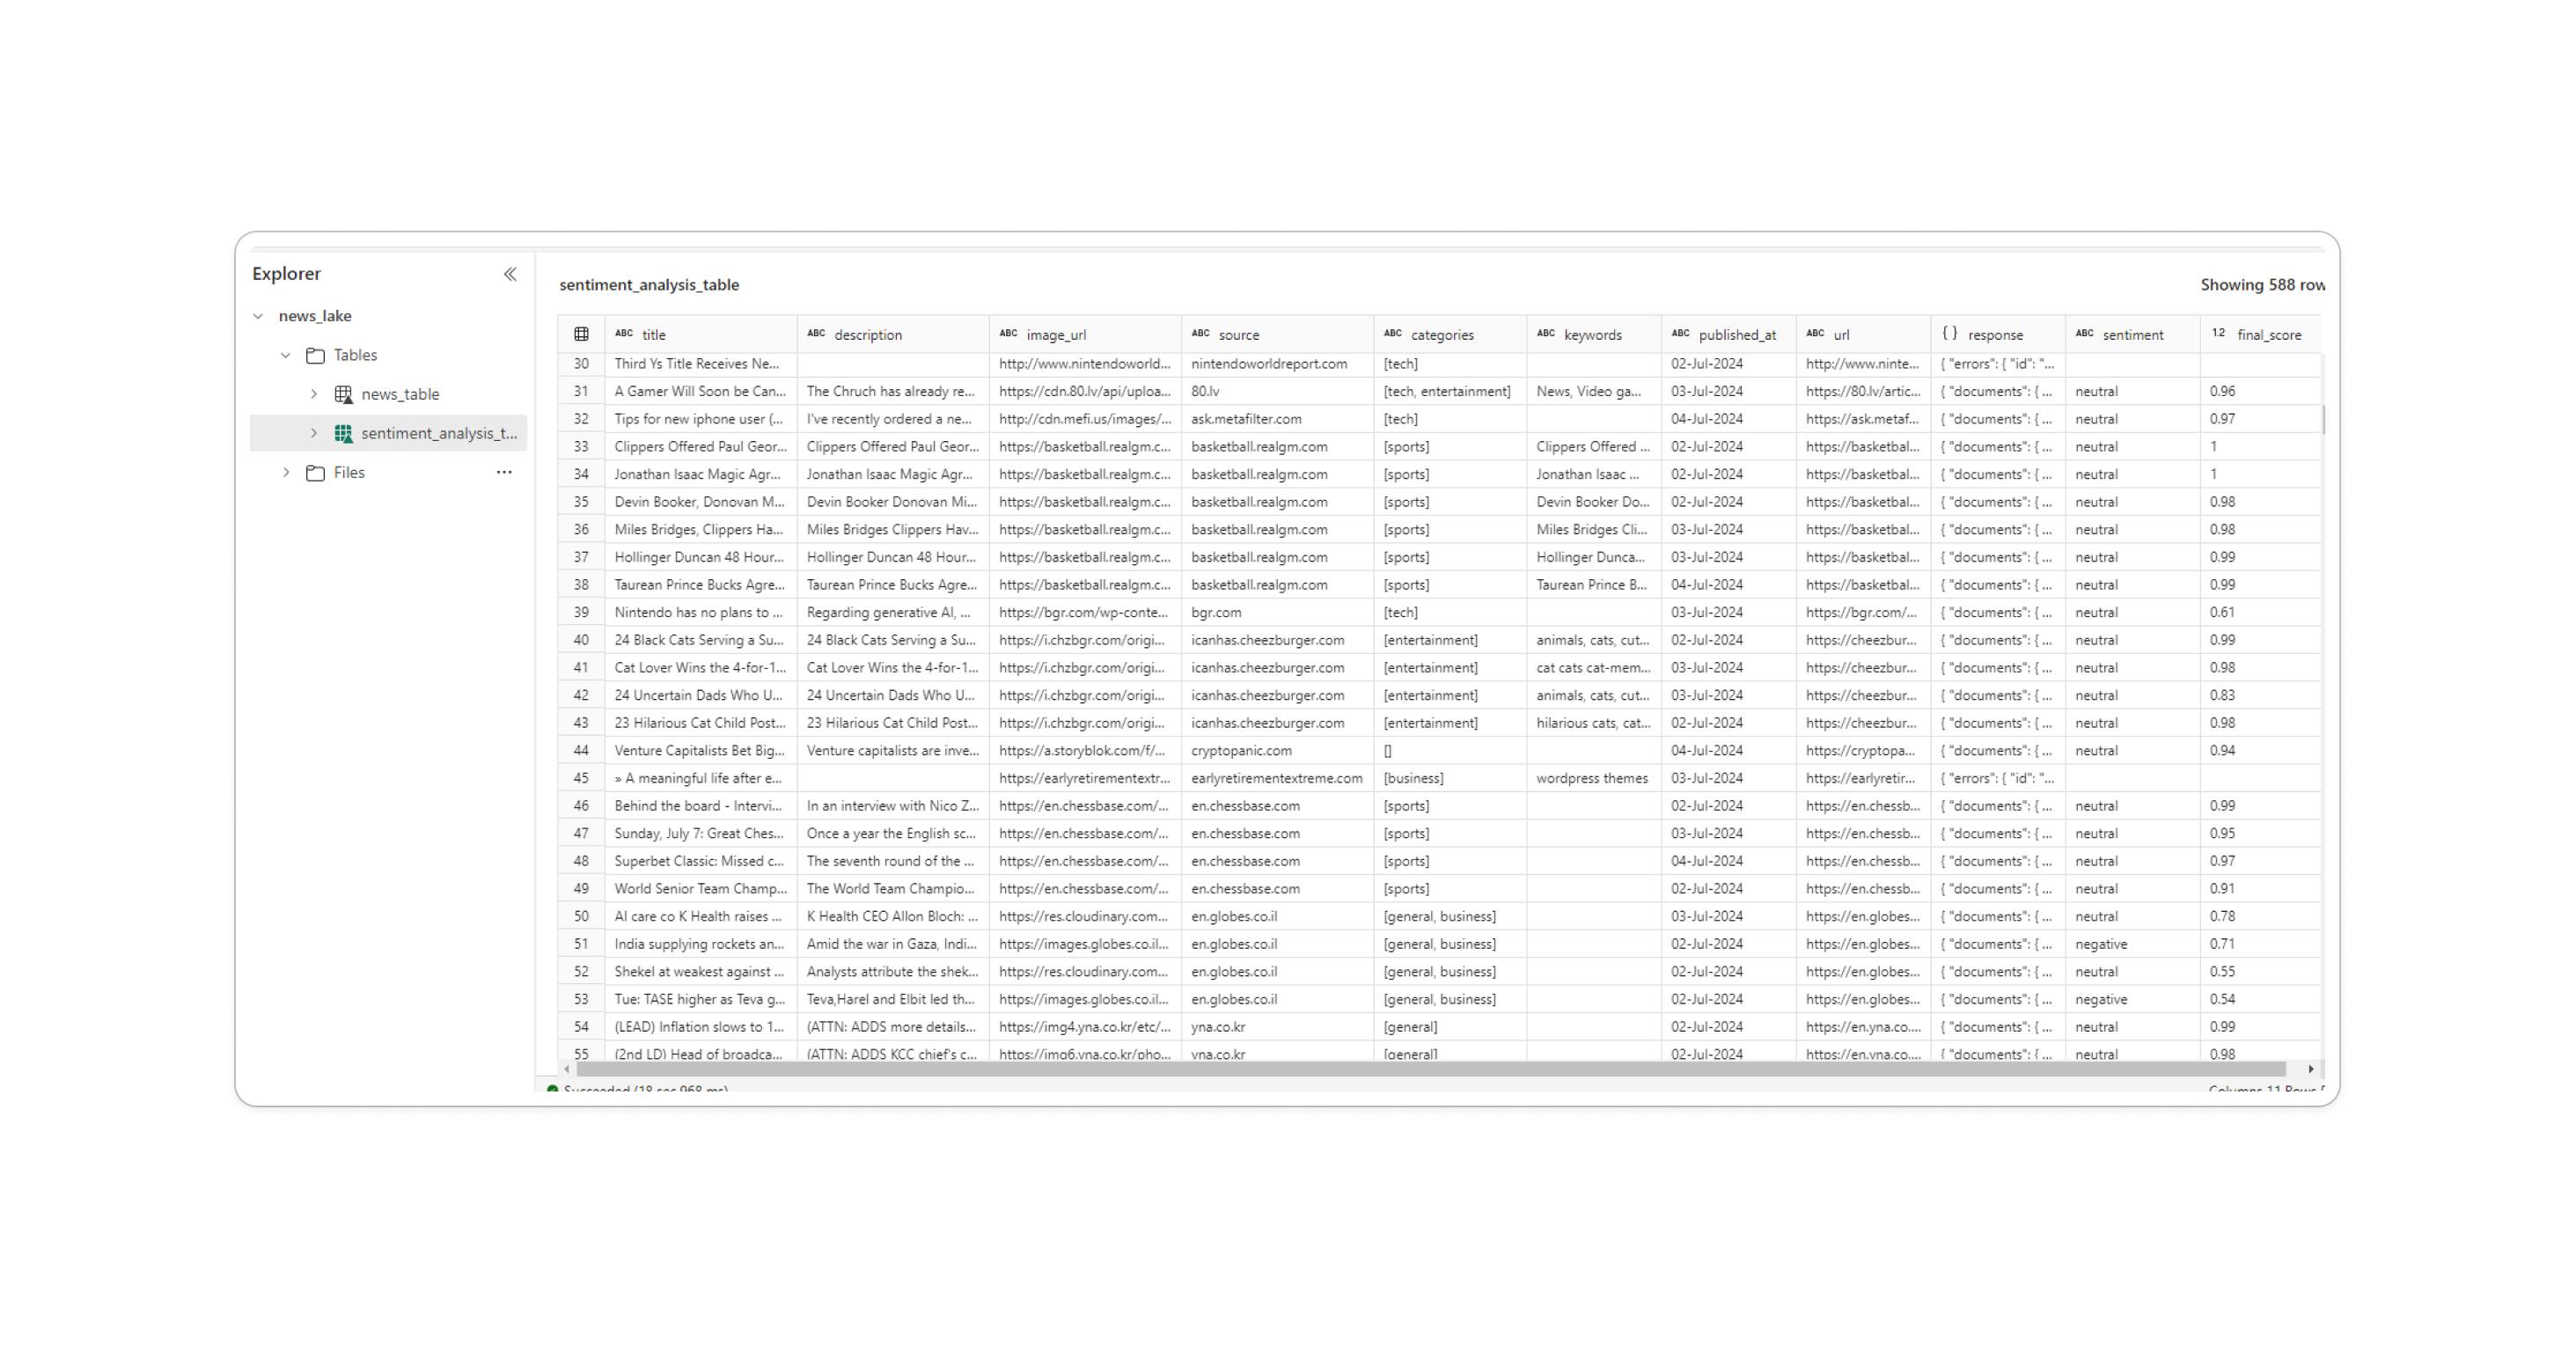 Explorer
news_lake
Tables
news_table
sentiment_analysis_t...
Files
sentiment_analysis_table
Showing 588 row
ABC title ABC description ABC image_url ABC source ABC categories ABC keywords ABC published_at ABC url { } response ABC sentiment 1.2 final_score
30 Third Ys Title Receives Ne... http://www.nintendoworld... nintendoworldreport.com [tech] 02-Jul-2024 http://www.ninte... { "errors": { "id": "...
31 A Gamer Will Soon be Can... The Chruch has already re... https://cdn.80.lv/api/uploa... 80.lv [tech, entertainment] News, Video ga... 03-Jul-2024 https://80.lv/artic... { "documents": { ... neutral 0.96
32 Tips for new iphone user (... I've recently ordered a ne... http://cdn.mefi.us/images/... ask.metafilter.com [tech] 04-Jul-2024 https://ask.metaf... { "documents": { ... neutral 0.97
33 Clippers Offered Paul Geor... Clippers Offered Paul Geor... https://basketball.realgm.c... basketball.realgm.com [sports] Clippers Offered ... 02-Jul-2024 https://basketbal... { "documents": { ... neutral 1
34 Jonathan Isaac Magic Agr... Jonathan Isaac Magic Agr... https://basketball.realgm.c... basketball.realgm.com [sports] Jonathan Isaac ... 02-Jul-2024 https://basketbal... { "documents": { ... neutral 1
35 Devin Booker, Donovan M... Devin Booker Donovan Mi... https://basketball.realgm.c... basketball.realgm.com [sports] Devin Booker Do... 02-Jul-2024 https://basketbal... { "documents": { ... neutral 0.98
36 Miles Bridges, Clippers Ha... Miles Bridges Clippers Hav... https://basketball.realgm.c... basketball.realgm.com [sports] Miles Bridges Cli... 03-Jul-2024 https://basketbal... { "documents": { ... neutral 0.98
37 Hollinger Duncan 48 Hour... Hollinger Duncan 48 Hour... https://basketball.realgm.c... basketball.realgm.com [sports] Hollinger Dunca... 03-Jul-2024 https://basketbal... { "documents": { ... neutral 0.99
38 Taurean Prince Bucks Agre... Taurean Prince Bucks Agre... https://basketball.realgm.c... basketball.realgm.com [sports] Taurean Prince B... 04-Jul-2024 https://basketbal... { "documents": { ... neutral 0.99
39 Nintendo has no plans to ... Regarding generative AI, ... https://bgr.com/wp-conte... bgr.com [tech] 03-Jul-2024 https://bgr.com/... { "documents": { ... neutral 0.61
40 24 Black Cats Serving a Su... 24 Black Cats Serving a Su... https://i.chzbgr.com/origi... icanhas.cheezburger.com [entertainment] animals, cats, cut... 02-Jul-2024 https://cheezbur... { "documents": { ... neutral 0.99
41 Cat Lover Wins the 4-for-1... Cat Lover Wins the 4-for-1... https://i.chzbgr.com/origi... icanhas.cheezburger.com [entertainment] cat cats cat-mem... 03-Jul-2024 https://cheezbur... { "documents": { ... neutral 0.98
42 24 Uncertain Dads Who U... 24 Uncertain Dads Who U... https://i.chzbgr.com/origi... icanhas.cheezburger.com [entertainment] animals, cats, cut... 03-Jul-2024 https://cheezbur... { "documents": { ... neutral 0.83
43 23 Hilarious Cat Child Post... 23 Hilarious Cat Child Post... https://i.chzbgr.com/origi... icanhas.cheezburger.com [entertainment] hilarious cats, cat... 02-Jul-2024 https://cheezbur... { "documents": { ... neutral 0.98
44 Venture Capitalists Bet Big... Venture capitalists are inve... https://a.storyblok.com/f/... cryptopanic.com [] 04-Jul-2024 https://cryptopa... { "documents": { ... neutral 0.94
45 » A meaningful life after e... https://earlyretirementextr... earlyretirementextreme.com [business] wordpress themes 03-Jul-2024 https://earlyretir... { "errors": { "id": "...
46 Behind the board - Intervi... In an interview with Nico Z... https://en.chessbase.com/... en.chessbase.com [sports] 02-Jul-2024 https://en.chessb... { "documents": { ... neutral 0.99
47 Sunday, July 7: Great Ches... Once a year the English sc... https://en.chessbase.com/... en.chessbase.com [sports] 03-Jul-2024 https://en.chessb... { "documents": { ... neutral 0.95
48 Superbet Classic: Missed c... The seventh round of the ... https://en.chessbase.com/... en.chessbase.com [sports] 04-Jul-2024 https://en.chessb... { "documents": { ... neutral 0.97
49 World Senior Team Champ... The World Team Champio... https://en.chessbase.com/... en.chessbase.com [sports] 02-Jul-2024 https://en.chessb... { "documents": { ... neutral 0.91
50 AI care co K Health raises ... K Health CEO Allon Bloch: ... https://res.cloudinary.com... en.globes.co.il [general, business] 03-Jul-2024 https://en.globes... { "documents": { ... neutral 0.78
51 India supplying rockets an... Amid the war in Gaza, Indi... https://images.globes.co.il... en.globes.co.il [general, business] 02-Jul-2024 https://en.globes... { "documents": { ... negative 0.71
52 Shekel at weakest against ... Analysts attribute the shek... https://res.cloudinary.com... en.globes.co.il [general, business] 02-Jul-2024 https://en.globes... { "documents": { ... neutral 0.55
53 Tue: TASE higher as Teva g... Teva,Harel and Elbit led th... https://images.globes.co.il... en.globes.co.il [general, business] 02-Jul-2024 https://en.globes... { "documents": { ... negative 0.54
54 (LEAD) Inflation slows to 1... (ATTN: ADDS more details... https://img4.yna.co.kr/etc/... yna.co.kr [general] 02-Jul-2024 https://en.yna.co.... { "documents": { ... neutral 0.99
55 (2nd LD) Head of broadca... (ATTN: ADDS KCC chief's c... https://img6.yna.co.kr/pho... yna.co.kr [general] 02-Jul-2024 https://en.yna.co.... { "documents": { ... neutral 0.98
Succeeded (18 sec 968 ms)
Columns 11 Rows